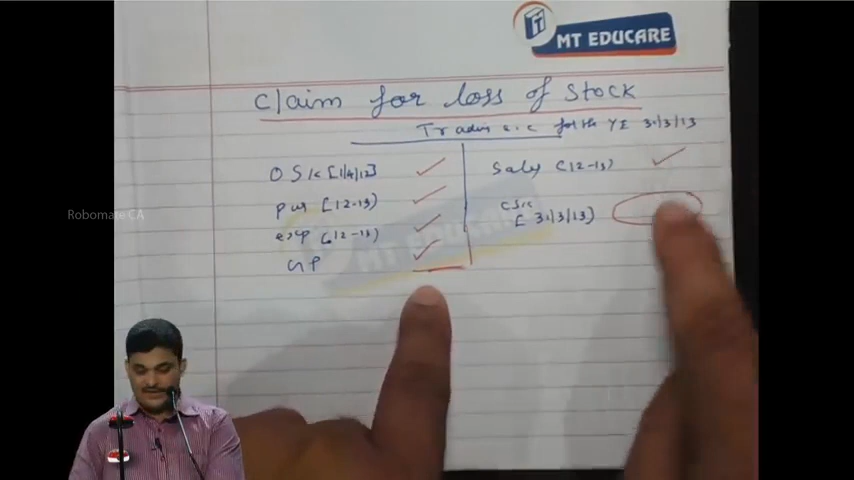 MT EDUCARE
Claim for loss of Stock
Trading a.c for the YE 31/3/13
O S/c [1/4/12]
Sales (12-13)
pur [12-13)
CS/c
[ 31/3/13)
exp [12-13)
GP
Robomate CA